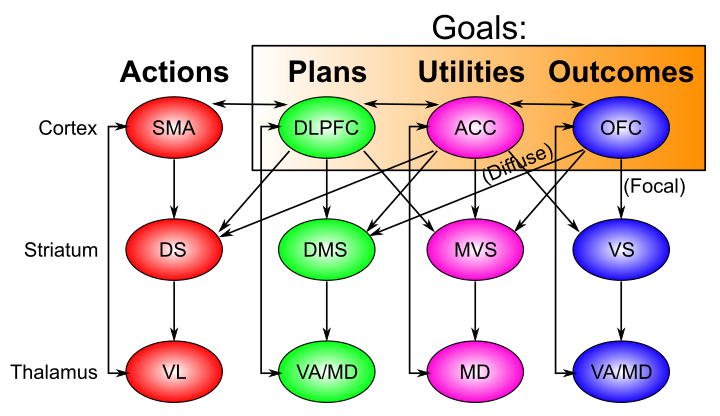 Goals:
Actions Plans Utilities Outcomes
Cortex SMA DLPFC ACC OFC
(Diffuse)
(Focal)
Striatum DS DMS MVS VS
Thalamus VL VA/MD MD VA/MD